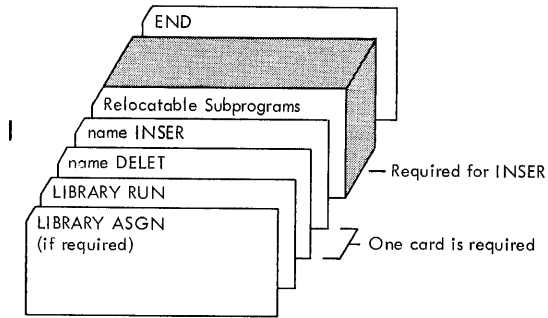 END
Relocatable Subprograms
name INSER
name DELET
LIBRARY RUN
LIBRARY ASGN
(if required)
Required for INSER
One card is required